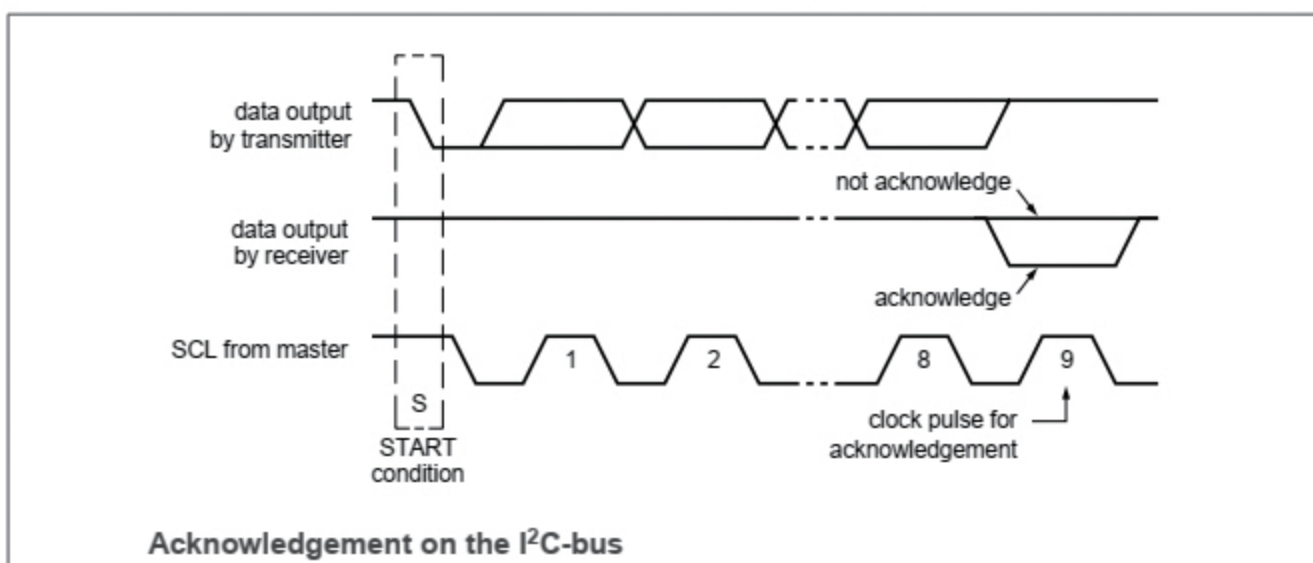 data output
by transmitter
not acknowledge
data output
by receiver
acknowledge
SCL from master
1
2
8
9
S
START
condition
clock pulse for
acknowledgement
Acknowledgement on the I²C-bus